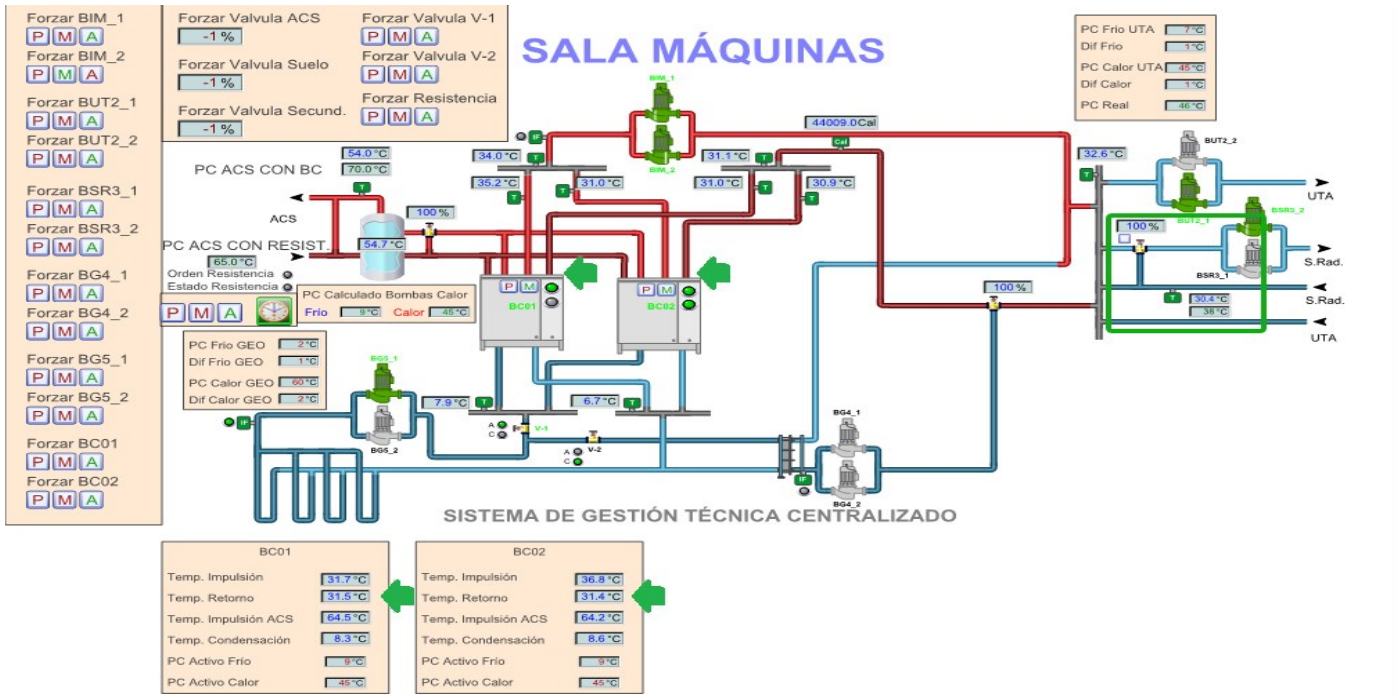 SALA MÁQUINAS
Forzar BIM_1
P M A
Forzar BIM_2
P M A
Forzar BUT2_1
P M A
Forzar BUT2_2
P M A
Forzar BSR3_1
P M A
Forzar BSR3_2
P M A
Forzar BG4_1
P M A
Forzar BG4_2
P M A
Forzar BG5_1
P M A
Forzar BG5_2
P M A
Forzar BC01
P M A
Forzar BC02
P M A
Forzar Valvula ACS
-1 %
Forzar Valvula Suelo
-1 %
Forzar Valvula Secund.
-1 %
Forzar Valvula V-1
P M A
Forzar Valvula V-2
P M A
Forzar Resistencia
P M A
PC Frio UTA 7°C
Dif Frio 1°C
PC Calor UTA 45°C
Dif Calor 1°C
PC Real 46°C
BIM_1
BIM_2
IF
44009.0Cal
Cal
54.0°C
PC ACS CON BC 70.0°C
T
ACS
100 %
54.7°C
PC ACS CON RESIST.
65.0°C
Orden Resistencia
Estado Resistencia
P M A
PC Calculado Bombas Calor
Frío 9°C Calor 45°C
34.0°C
T
35.2°C
T
31.0°C
T
31.1°C
T
31.0°C
T
30.9°C
T
32.6°C
T
BUT2_2
BUT2_1
UTA
BSR3_2
100 %
BSR3_1
S.Rad.
S.Rad.
T
30.4°C
38°C
UTA
100 %
P M
BC01
P M
BC02
PC Frio GEO 2°C
Dif Frio GEO 1°C
PC Calor GEO 60°C
Dif Calor GEO 2°C
BG5_1
BG5_2
IF
7.9°C
T
6.7°C
T
A
C
V-1
A
C
V-2
BG4_1
BG4_2
IF
SISTEMA DE GESTIÓN TÉCNICA CENTRALIZADO
BC01
Temp. Impulsión 31.7°C
Temp. Retorno 31.5°C
Temp. Impulsión ACS 64.5°C
Temp. Condensación 8.3°C
PC Activo Frío 9°C
PC Activo Calor 45°C
BC02
Temp. Impulsión 36.8°C
Temp. Retorno 31.4°C
Temp. Impulsión ACS 64.2°C
Temp. Condensación 8.6°C
PC Activo Frío 9°C
PC Activo Calor 45°C